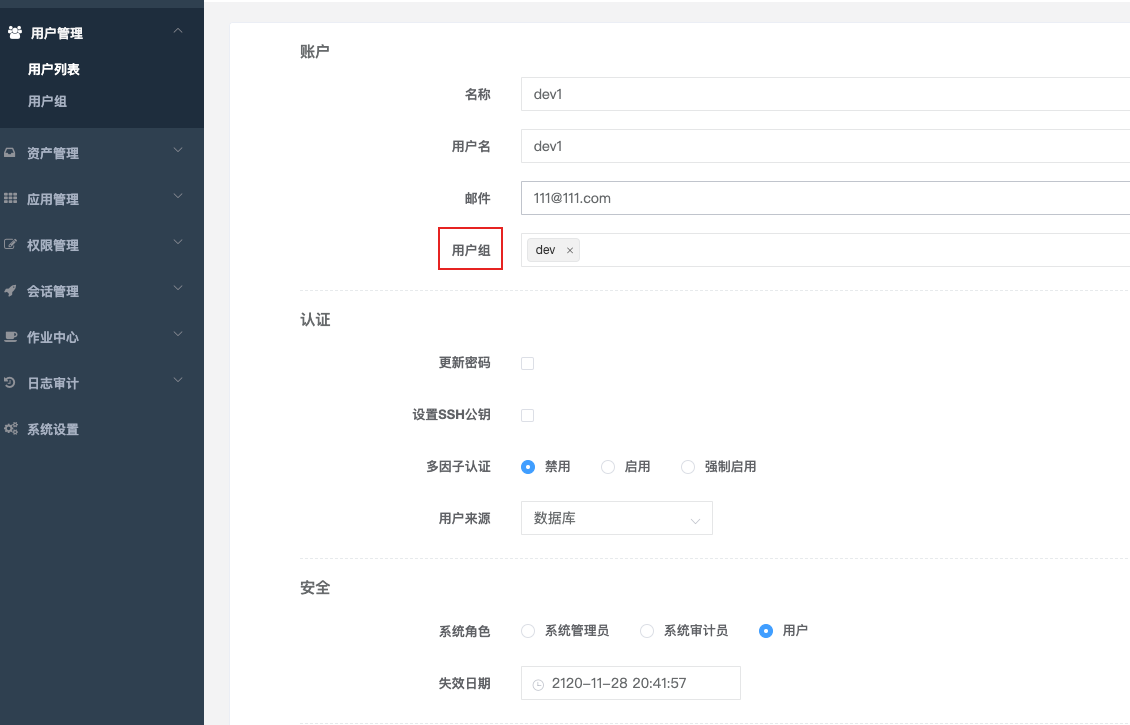 用户管理
用户列表
用户组
资产管理
应用管理
权限管理
会话管理
作业中心
日志审计
系统设置
账户
名称 dev1
用户名 dev1
邮件 111@111.com
用户组 dev ×
认证
更新密码
设置SSH公钥
多因子认证 禁用 启用 强制启用
用户来源 数据库
安全
系统角色 系统管理员 系统审计员 用户
失效日期 2120-11-28 20:41:57